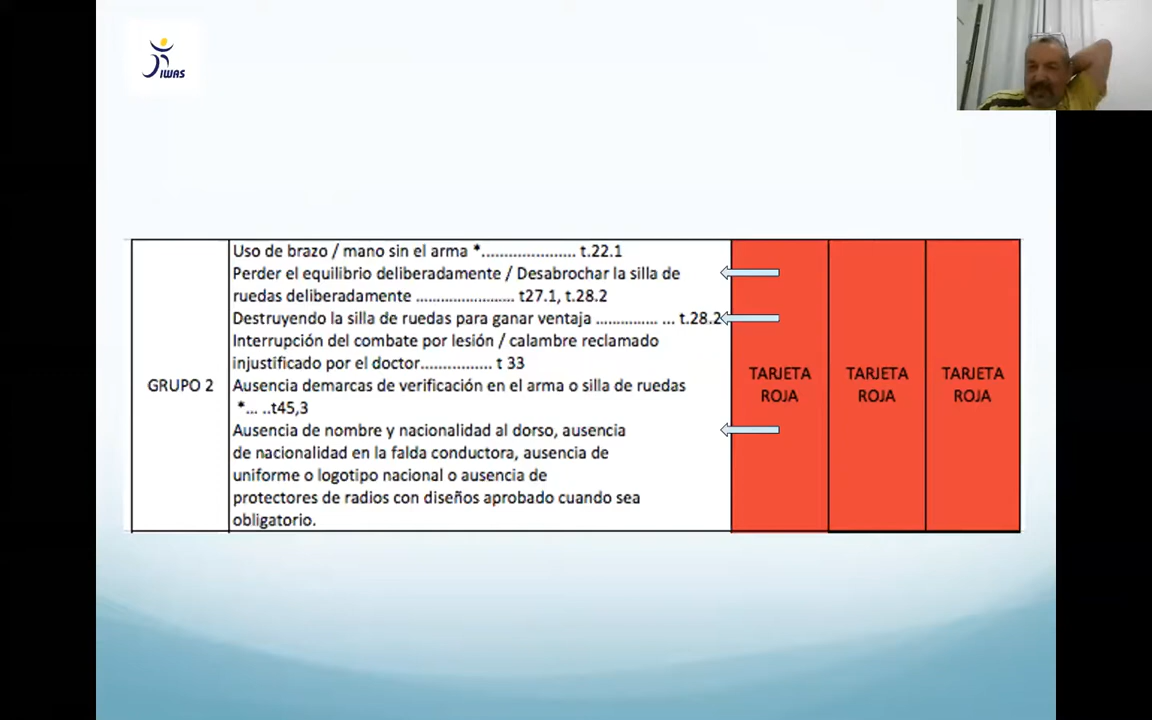 IWAS
GRUPO 2
Uso de brazo / mano sin el arma *..................... t.22.1
Perder el equilibrio deliberadamente / Desabrochar la silla de
ruedas deliberadamente ........................ t27.1, t.28.2
Destruyendo la silla de ruedas para ganar ventaja ............... ... t.28.2
Interrupción del combate por lesión / calambre reclamado
injustificado por el doctor................ t 33
Ausencia demarcas de verificación en el arma o silla de ruedas
*... ..t45,3
Ausencia de nombre y nacionalidad al dorso, ausencia
de nacionalidad en la falda conductora, ausencia de
uniforme o logotipo nacional o ausencia de
protectores de radios con diseños aprobado cuando sea
obligatorio.
TARJETA
ROJA
TARJETA
ROJA
TARJETA
ROJA